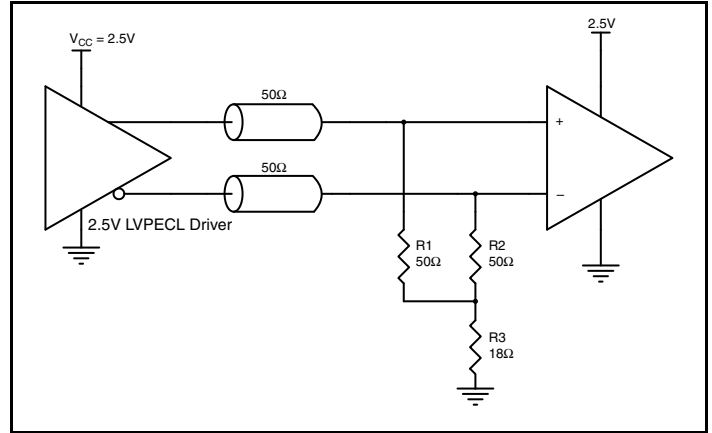 V_CC = 2.5V
2.5V
50Ω
+
50Ω
−
2.5V LVPECL Driver
R1
50Ω
R2
50Ω
R3
18Ω